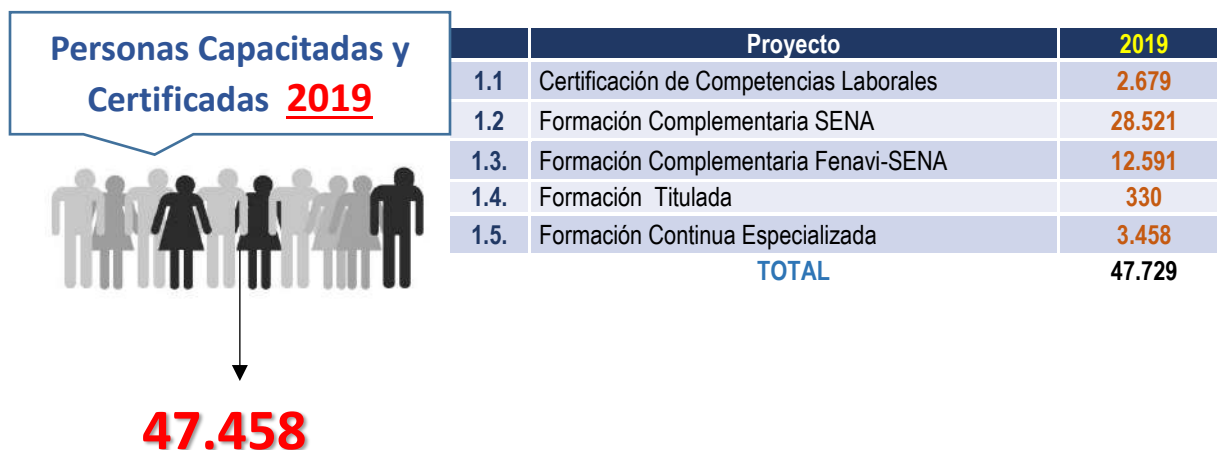 Personas Capacitadas y
Certificadas 2019
Proyecto 2019
1.1 Certificación de Competencias Laborales 2.679
1.2 Formación Complementaria SENA 28.521
1.3. Formación Complementaria Fenavi-SENA 12.591
1.4. Formación Titulada 330
1.5. Formación Continua Especializada 3.458
TOTAL 47.729
47.458